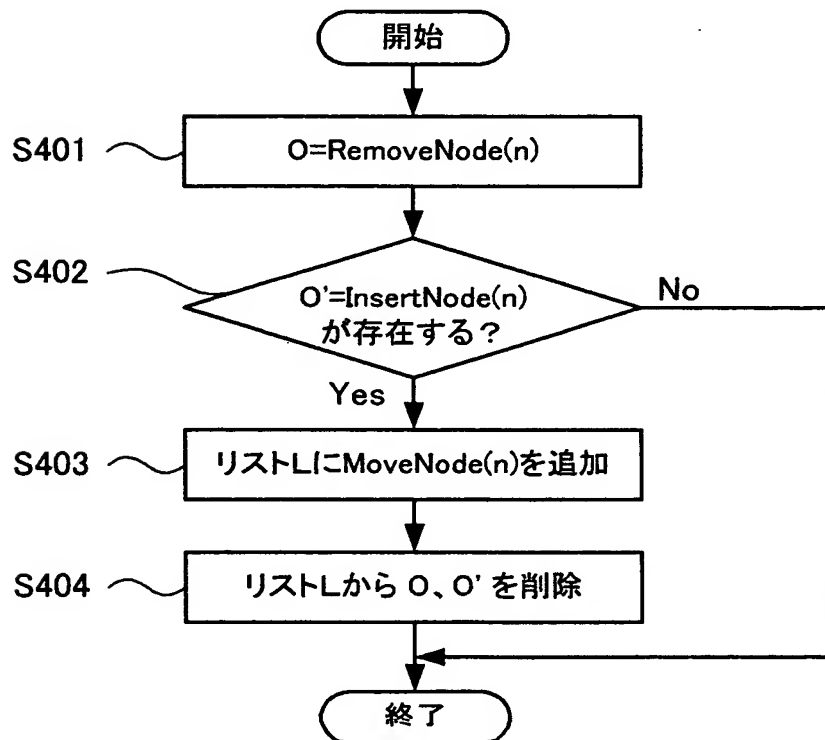 開始
S401
O=RemoveNode(n)
S402
O'=InsertNode(n)
が存在する?
No
Yes
S403
リストLにMoveNode(n)を追加
S404
リストLから O、O' を削除
終了